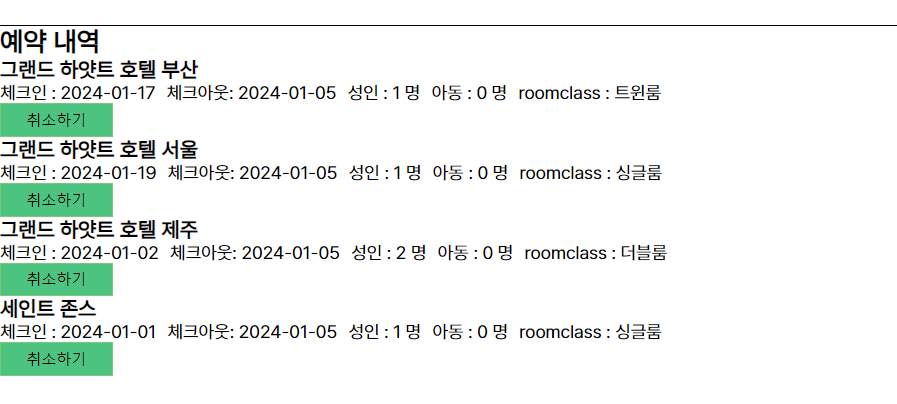 예약 내역
그랜드 하얏트 호텔 부산
체크인 : 2024-01-17 체크아웃: 2024-01-05 성인 : 1 명 아동 : 0 명 roomclass : 트윈룸
취소하기
그랜드 하얏트 호텔 서울
체크인 : 2024-01-19 체크아웃: 2024-01-05 성인 : 1 명 아동 : 0 명 roomclass : 싱글룸
취소하기
그랜드 하얏트 호텔 제주
체크인 : 2024-01-02 체크아웃: 2024-01-05 성인 : 2 명 아동 : 0 명 roomclass : 더블룸
취소하기
세인트 존스
체크인 : 2024-01-01 체크아웃: 2024-01-05 성인 : 1 명 아동 : 0 명 roomclass : 싱글룸
취소하기